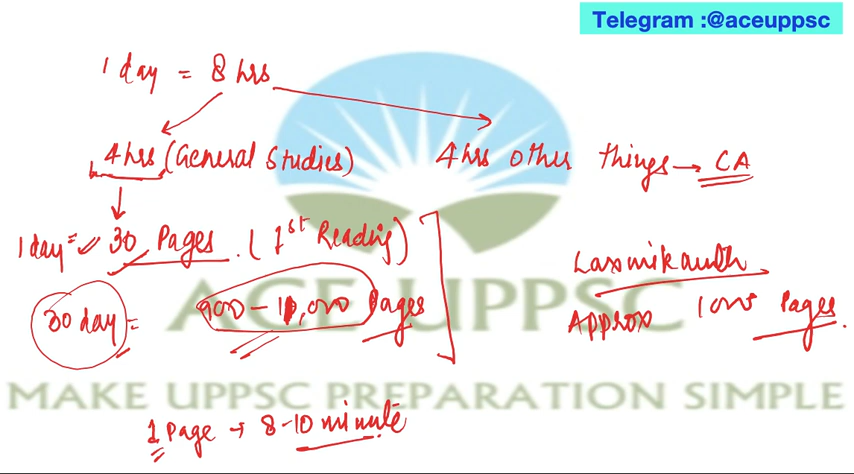 Telegram :@aceuppsc
1 day = 8 hrs
4 hrs (General Studies) 4 hrs other things → CA
1 day = ✓ 30 Pages. (1st Reading)
Laxmikanth
30 day = 900 - 10,000 Pages
Approx 1000 Pages.
ACE UPPSC
MAKE UPPSC PREPARATION SIMPLE
1 Page → 8-10 minute